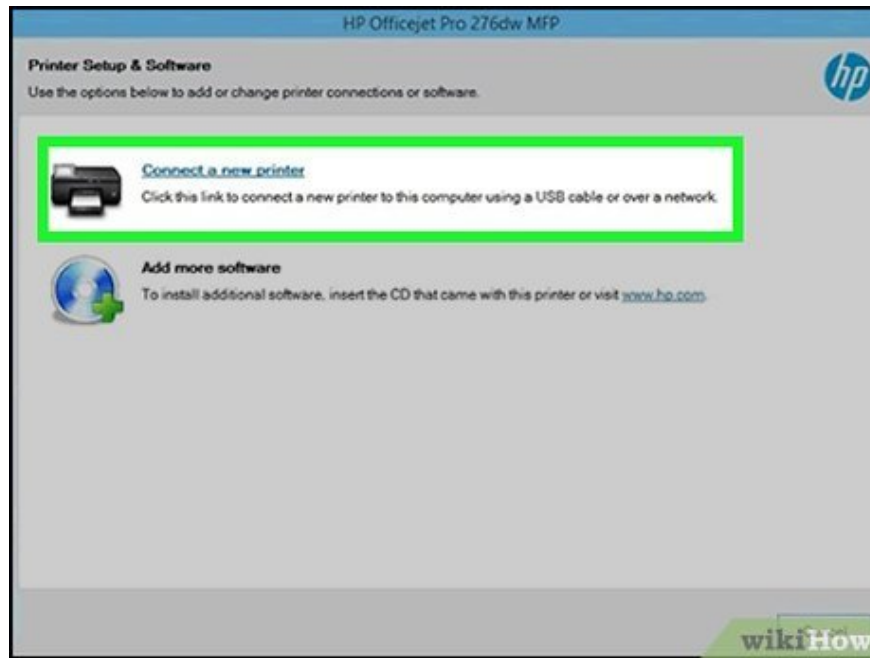 HP Officejet Pro 276dw MFP
Printer Setup & Software
Use the options below to add or change printer connections or software.
hp
Connect a new printer
Click this link to connect a new printer to this computer using a USB cable or over a network.
Add more software
To install additional software, insert the CD that came with this printer or visit www.hp.com.
wikiHow